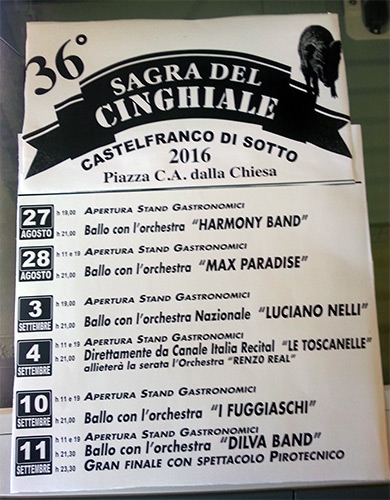 36°
SAGRA DEL
CINGHIALE
CASTELFRANCO DI SOTTO
2016
Piazza C.A. dalla Chiesa
27 AGOSTO
h 19,00 APERTURA STAND GASTRONOMICI
h 21,00 Ballo con l'orchestra "HARMONY BAND"
28 AGOSTO
h 11 e 19 APERTURA STAND GASTRONOMICI
h 21,00 Ballo con l'orchestra "MAX PARADISE"
3 SETTEMBRE
h 19,00 APERTURA STAND GASTRONOMICI
h 21,00 Ballo con l'orchestra Nazionale "LUCIANO NELLI"
4 SETTEMBRE
h 11 e 19 APERTURA STAND GASTRONOMICI
h 21,30 Direttamente da Canale Italia Recital "LE TOSCANELLE"
allieterà la serata l'Orchestra "RENZO REAL"
10 SETTEMBRE
h 11 e 19 APERTURA STAND GASTRONOMICI
h 21,00 Ballo con l'orchestra "I FUGGIASCHI"
11 SETTEMBRE
h 11 e 19 APERTURA STAND GASTRONOMICI
h 21,30 Ballo con l'orchestra "DILVA BAND"
h 23,30 GRAN FINALE CON SPETTACOLO PIROTECNICO